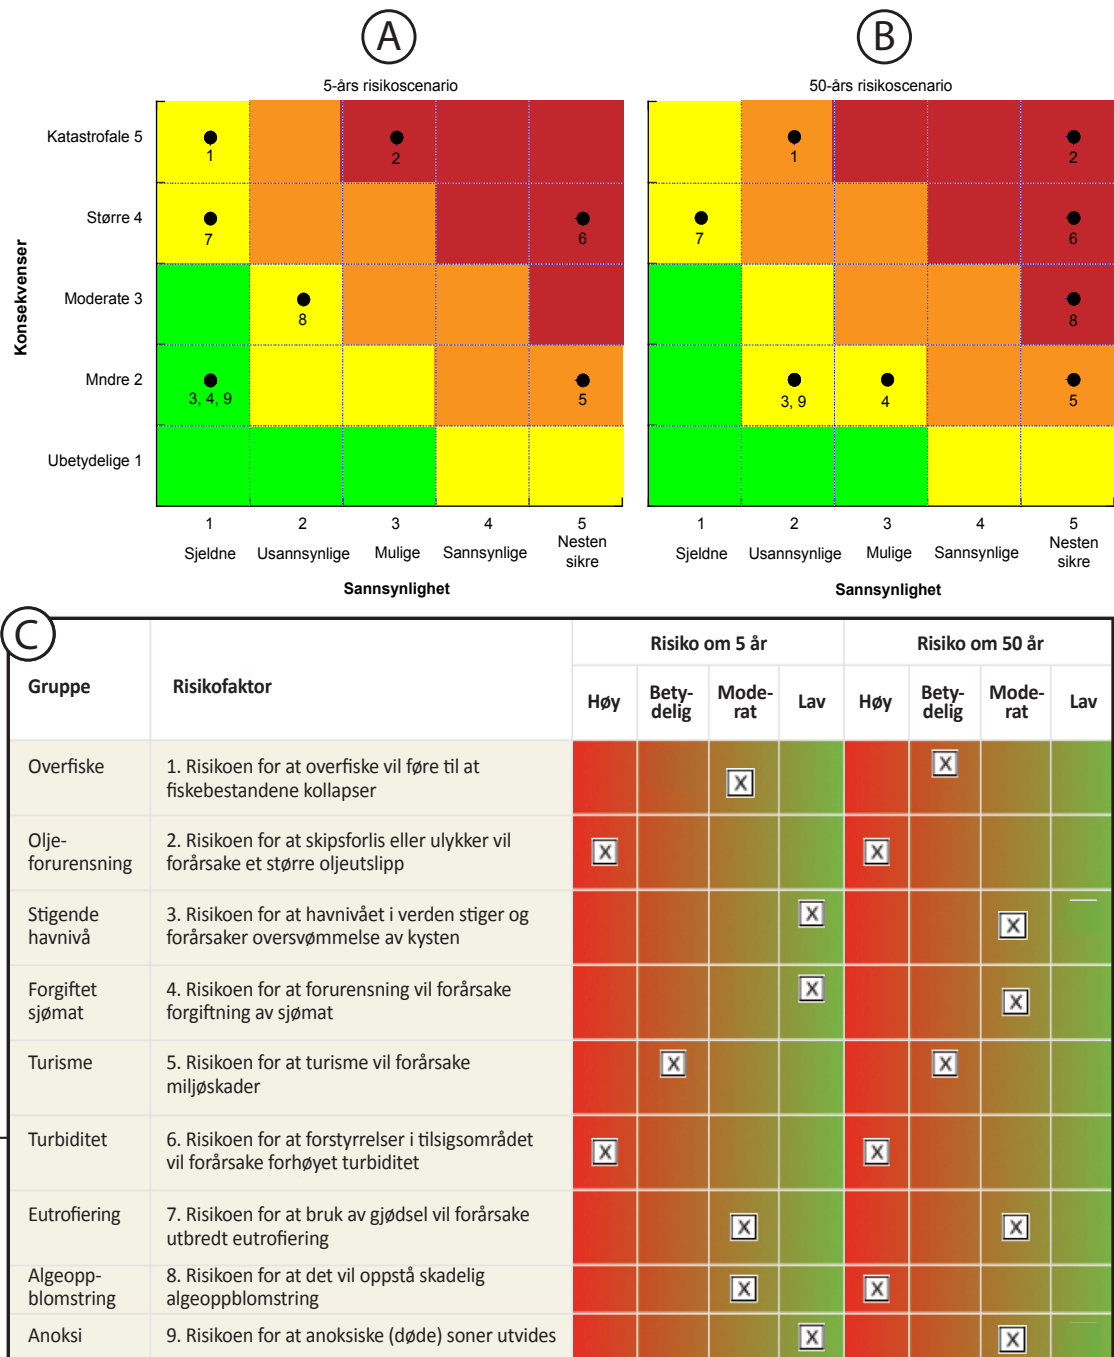 A
B
5-års risikoscenario
50-års risikoscenario
Konsekvenser
Katastrofale 5
Større 4
Moderate 3
Mndre 2
Ubetydelige 1
1
2
7
6
8
3, 4, 9
5
1
2
7
6
8
3, 9
4
5
1 2 3 4 5
Sjeldne Usannsynlige Mulige Sannsynlige Nesten
sikre
Sannsynlighet
1 2 3 4 5
Sjeldne Usannsynlige Mulige Sannsynlige Nesten
sikre
Sannsynlighet
C
Gruppe Risikofaktor Risiko om 5 år Risiko om 50 år
Høy Bety-
delig Mode-
rat Lav Høy Bety-
delig Mode-
rat Lav
Overfiske 1. Risikoen for at overfiske vil føre til at
fiskebestandene kollapser X X
Olje-
forurensning 2. Risikoen for at skipsforlis eller ulykker vil
forårsake et større oljeutslipp X X
Stigende
havnivå 3. Risikoen for at havnivået i verden stiger og
forårsaker oversvømmelse av kysten X X
Forgiftet
sjømat 4. Risikoen for at forurensning vil forårsake
forgiftning av sjømat X X
Turisme 5. Risikoen for at turisme vil forårsake
miljøskader X X
Turbiditet 6. Risikoen for at forstyrrelser i tilsigsområdet
vil forårsake forhøyet turbiditet X X
Eutrofiering 7. Risikoen for at bruk av gjødsel vil forårsake
utbredt eutrofiering X X
Algeopp-
blomstring 8. Risikoen for at det vil oppstå skadelig
algeoppblomstring X X
Anoksi 9. Risikoen for at anoksiske (døde) soner utvides X X